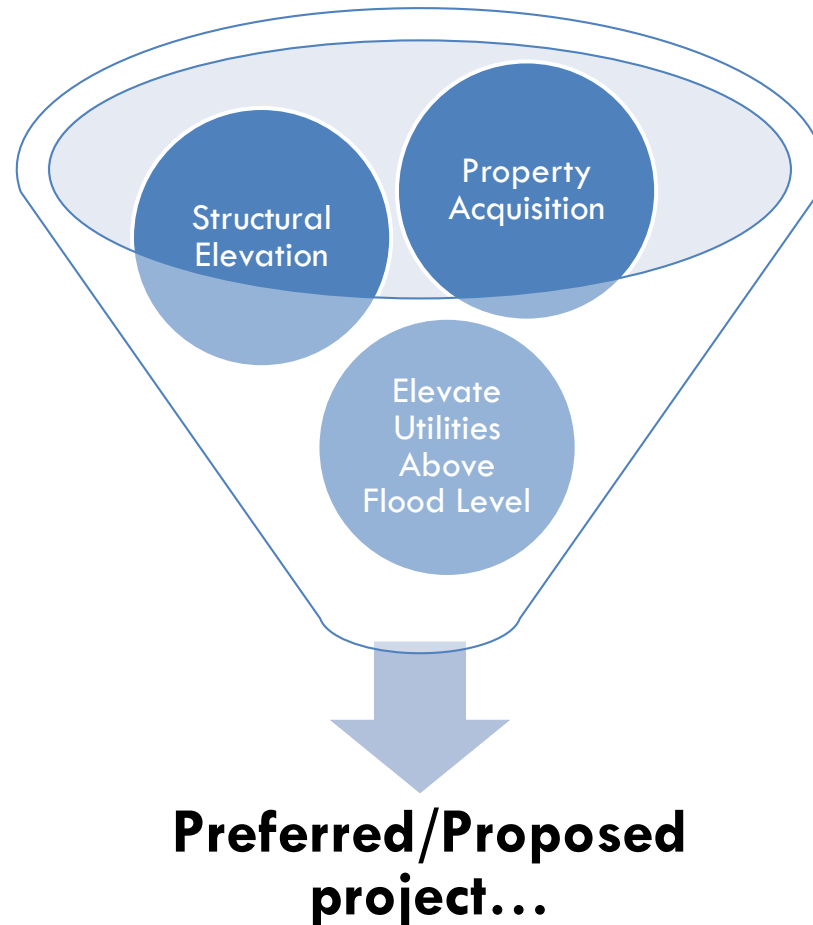 Structural
Elevation
Property
Acquisition
Elevate
Utilities
Above
Flood Level
Preferred/Proposed
project...